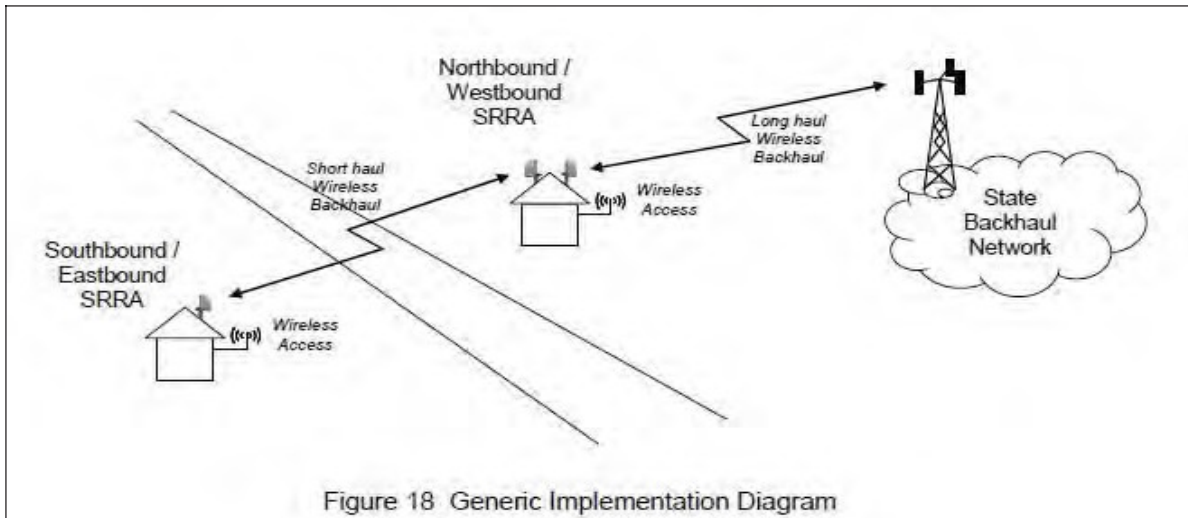 Northbound /
Westbound
SRRA
Long haul
Wireless
Backhaul
Short haul
Wireless
Backhaul
Wireless
Access
State
Backhaul
Network
Southbound /
Eastbound
SRRA
Wireless
Access
Figure 18 Generic Implementation Diagram